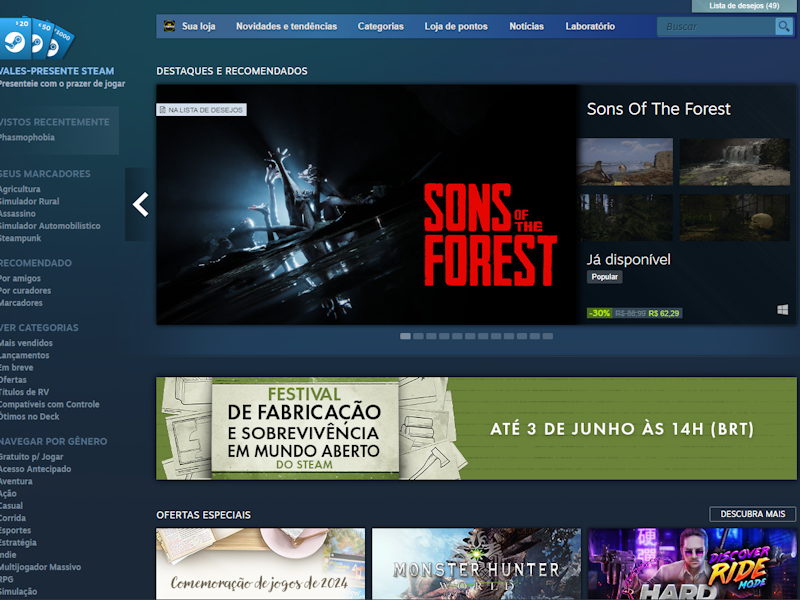 Lista de desejos (49)
Sua loja
Novidades e tendências
Categorias
Loja de pontos
Notícias
Laboratório
Buscar
$20
€50
VALES-PRESENTE STEAM
Presenteie com o prazer de jogar
VISTOS RECENTEMENTE
Phasmophobia
SEUS MARCADORES
Agricultura
Simulador Rural
Assassino
Simulador Automobilístico
Steampunk
RECOMENDADO
Por amigos
Por curadores
Marcadores
VER CATEGORIAS
Mais vendidos
Lançamentos
Em breve
Ofertas
Títulos de RV
Compatíveis com Controle
Ótimos no Deck
NAVEGAR POR GÊNERO
Gratuito p/ Jogar
Acesso Antecipado
Aventura
Ação
Casual
Corrida
Esportes
Estratégia
Indie
Multijogador Massivo
RPG
Simulação
DESTAQUES E RECOMENDADOS
NA LISTA DE DESEJOS
SONS
OF
THE
FOREST
Sons Of The Forest
Já disponível
Popular
-30% R$ 88,99 R$ 62,29
FESTIVAL
DE FABRICAÇÃO
E SOBREVIVÊNCIA
EM MUNDO ABERTO
DO STEAM
ATÉ 3 DE JUNHO ÀS 14H (BRT)
OFERTAS ESPECIAIS
DESCUBRA MAIS
Comemoração de jogos de 2024
MONSTER HUNTER
WORLD
DISCOVER
RIDE
MODE
HARD